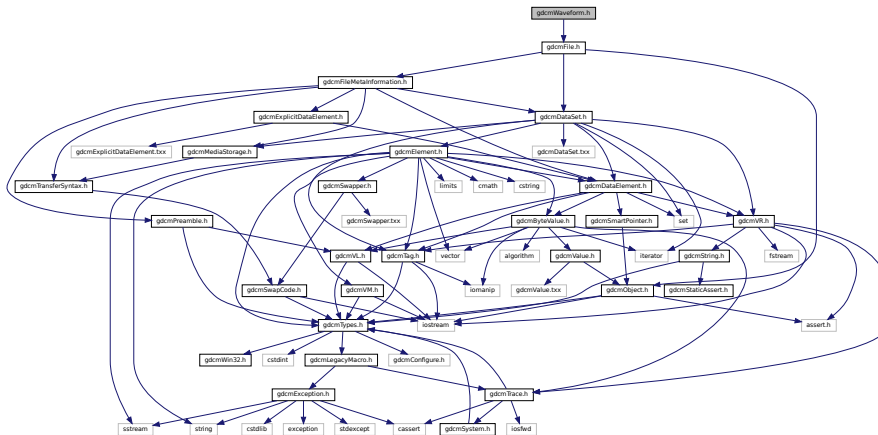 gdcmWaveform.h
gdcmFile.h
gdcmFileMetaInformation.h
gdcmExplicitDataElement.h
gdcmDataSet.h
gdcmExplicitDataElement.txx
gdcmMediaStorage.h
gdcmElement.h
gdcmDataSet.txx
gdcmTransferSyntax.h
gdcmSwapper.h
limits
cmath
cstring
gdcmDataElement.h
gdcmPreamble.h
gdcmSwapper.txx
gdcmByteValue.h
gdcmSmartPointer.h
set
gdcmVR.h
gdcmVL.h
gdcmTag.h
vector
algorithm
gdcmValue.h
iterator
gdcmString.h
fstream
gdcmSwapCode.h
gdcmVM.h
iomanip
gdcmValue.txx
gdcmObject.h
gdcmStaticAssert.h
gdcmTypes.h
iostream
assert.h
gdcmWin32.h
cstdint
gdcmLegacyMacro.h
gdcmConfigure.h
gdcmException.h
gdcmTrace.h
sstream
string
cstdlib
exception
stdexcept
cassert
gdcmSystem.h
iosfwd